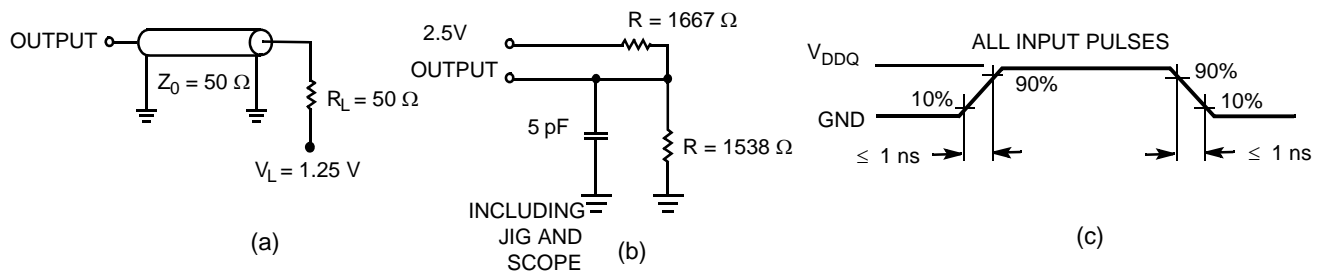 OUTPUT
Z0 = 50 Ω
RL = 50 Ω
VL = 1.25 V
(a)
R = 1667 Ω
2.5V
OUTPUT
5 pF
R = 1538 Ω
INCLUDING
JIG AND
SCOPE
(b)
ALL INPUT PULSES
VDDQ
GND
10%
90%
90%
10%
≤ 1 ns
≤ 1 ns
(c)